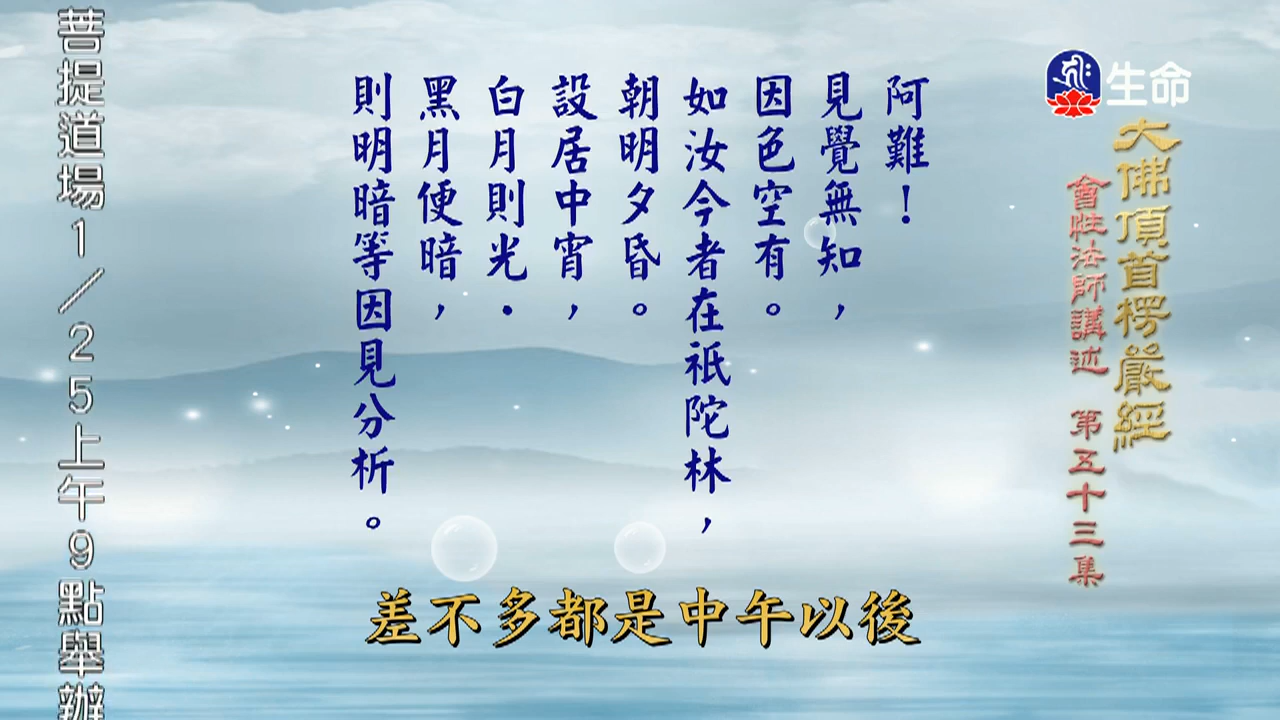 生命
大佛頂首楞嚴經
會性法師講述 第五十三集
阿難！
見覺無知，
因色空有。
如汝今者在祇陀林，
朝明夕昏。
設居中宵，
白月則光．
黑月便暗，
則明暗等因見分析。
菩提道場1／25上午9點舉辦
差不多都是中午以後